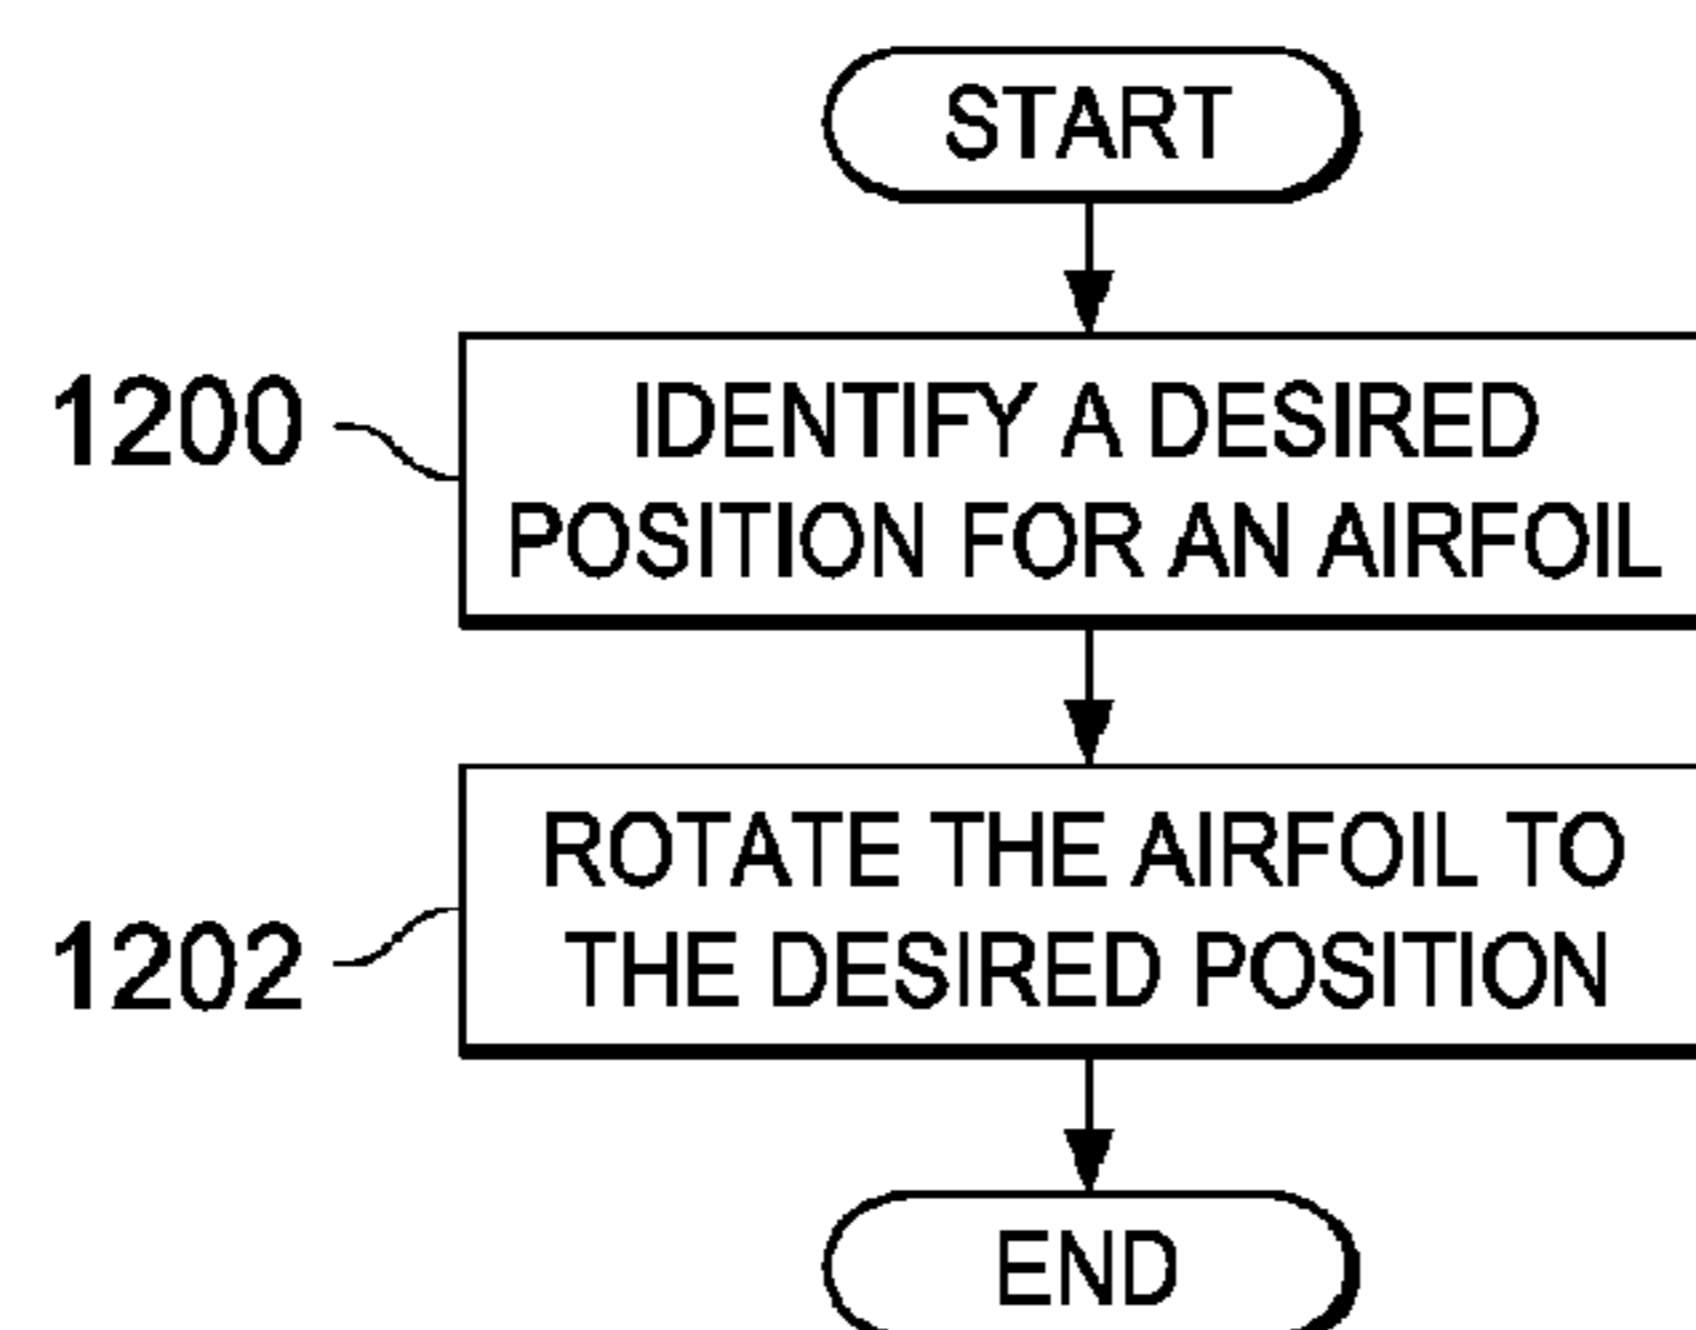 START
1200
IDENTIFY A DESIRED
POSITION FOR AN AIRFOIL
ROTATE THE AIRFOIL TO
1202
THE DESIRED POSITION
END